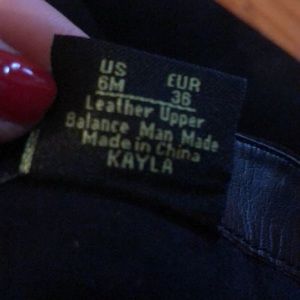 US EUR
6M 36
Leather Upper
Balance Man Made
Made in China
KAYLA